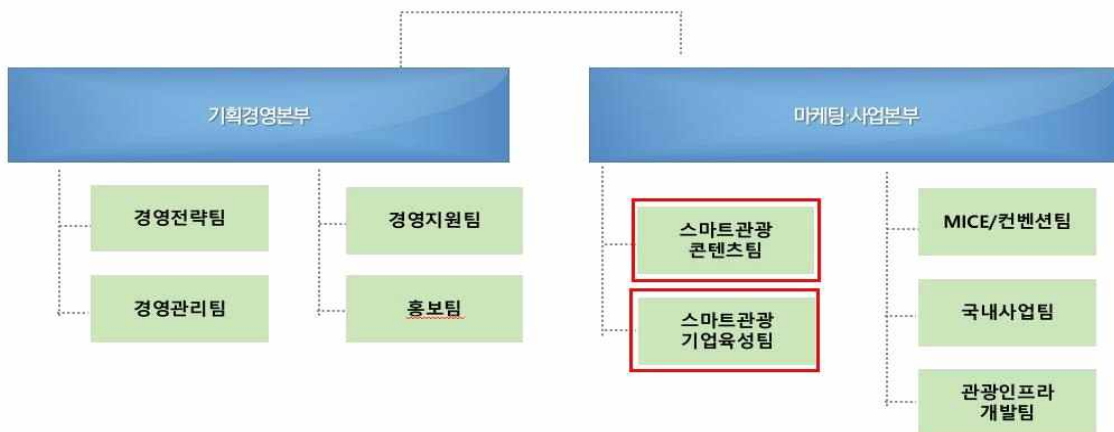 기획경영본부
마케팅·사업본부
경영전략팀
경영지원팀
경영관리팀
홍보팀
스마트관광
콘텐츠팀
스마트관광
기업육성팀
MICE/컨벤션팀
국내사업팀
관광인프라
개발팀